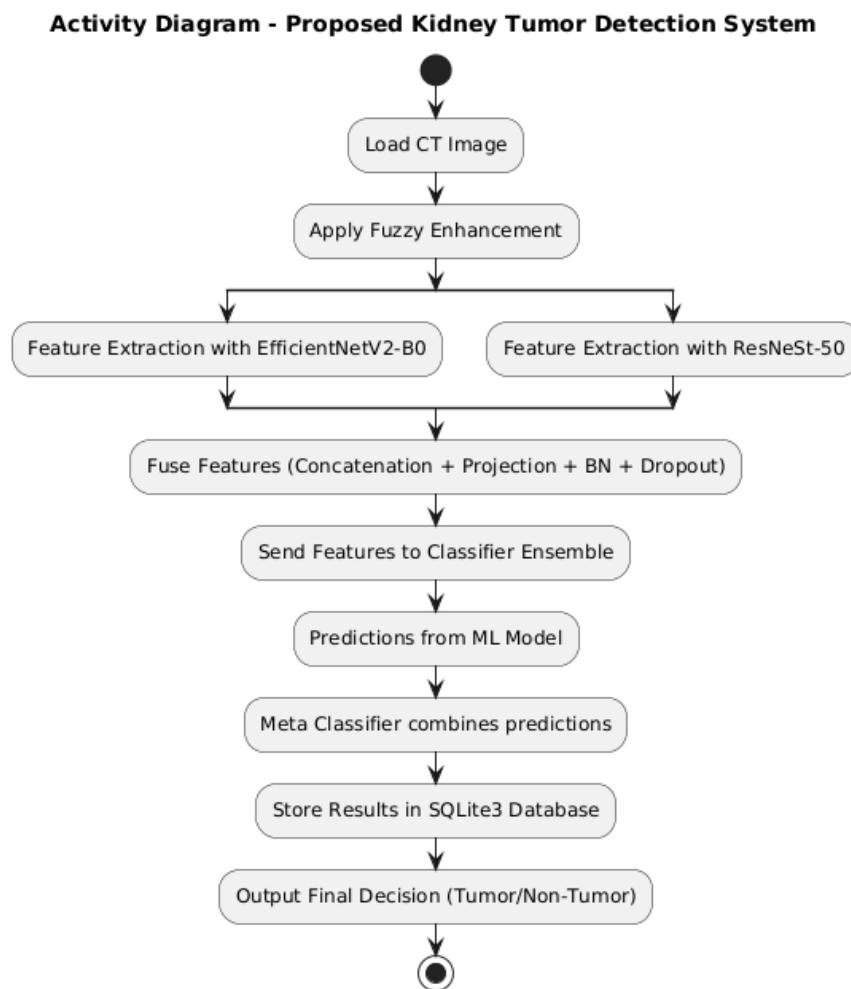 Activity Diagram - Proposed Kidney Tumor Detection System
Load CT Image
Apply Fuzzy Enhancement
Feature Extraction with EfficientNetV2-B0
Feature Extraction with ResNeSt-50
Fuse Features (Concatenation + Projection + BN + Dropout)
Send Features to Classifier Ensemble
Predictions from ML Model
Meta Classifier combines predictions
Store Results in SQLite3 Database
Output Final Decision (Tumor/Non-Tumor)